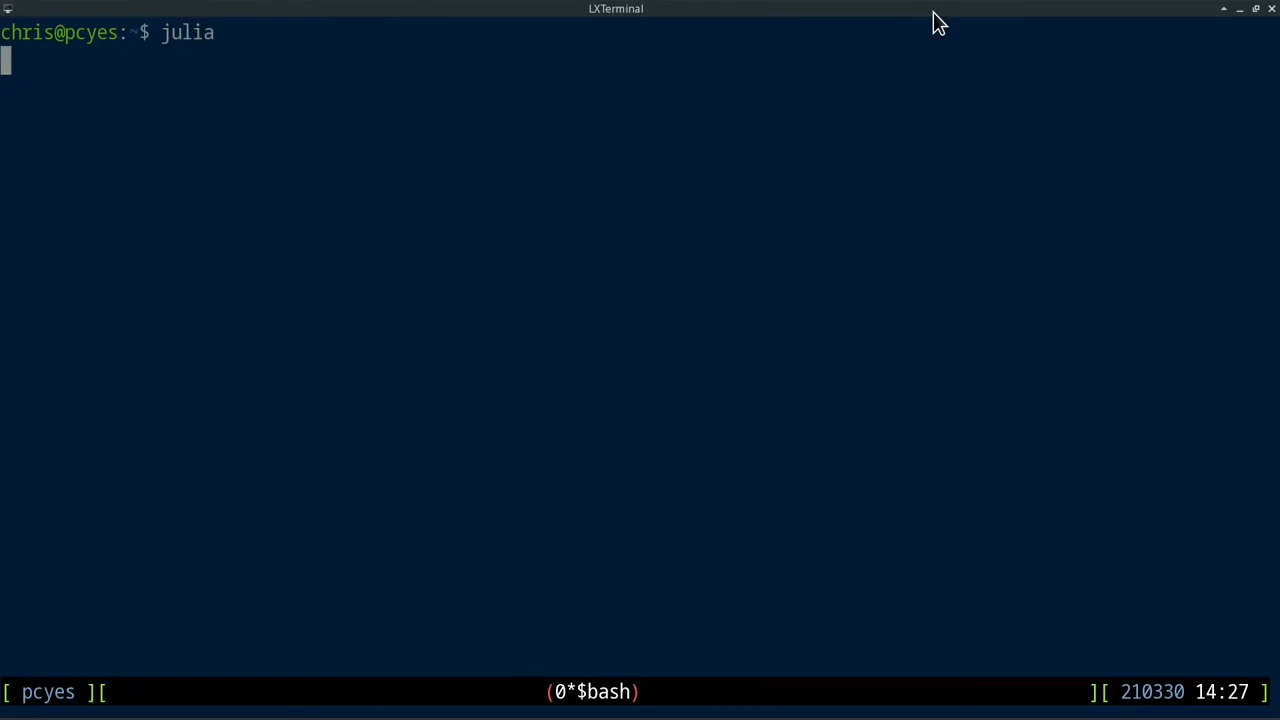 LXTerminal
chris@pcyes:~$ julia
[ pcyes ][ (0*$bash) ][ 210330 14:27 ]